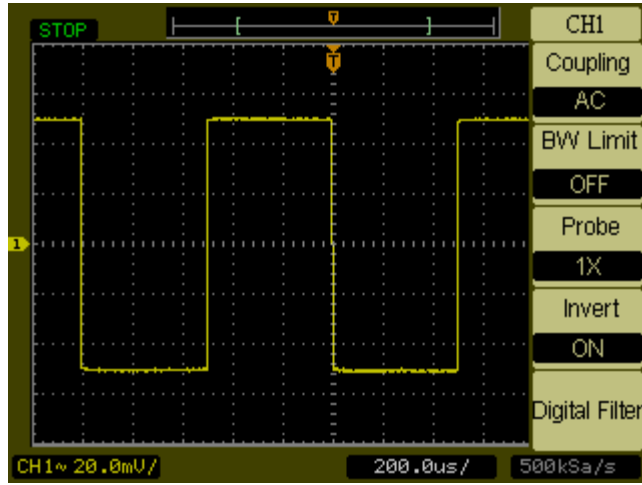 STOP
T
CH1
T
Coupling
AC
BW Limit
OFF
Probe
1
1X
Invert
ON
Digital Filter
CH1~ 20.0mV/ 200.0us/ 500kSa/s